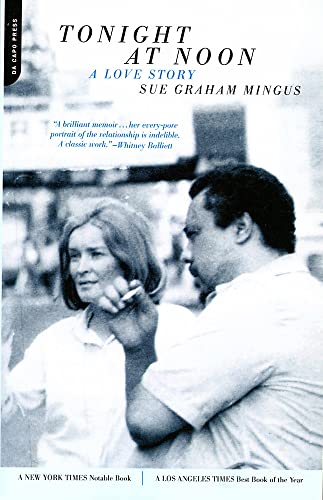 DA CAPO PRESS
TONIGHT
AT NOON
A LOVE STORY
SUE GRAHAM MINGUS
"A brilliant memoir...her every-pore
portrait of the relationship is indelible.
A classic work."–Whitney Balliett
A NEW YORK TIMES Notable Book | A LOS ANGELES TIMES Best Book of the Year